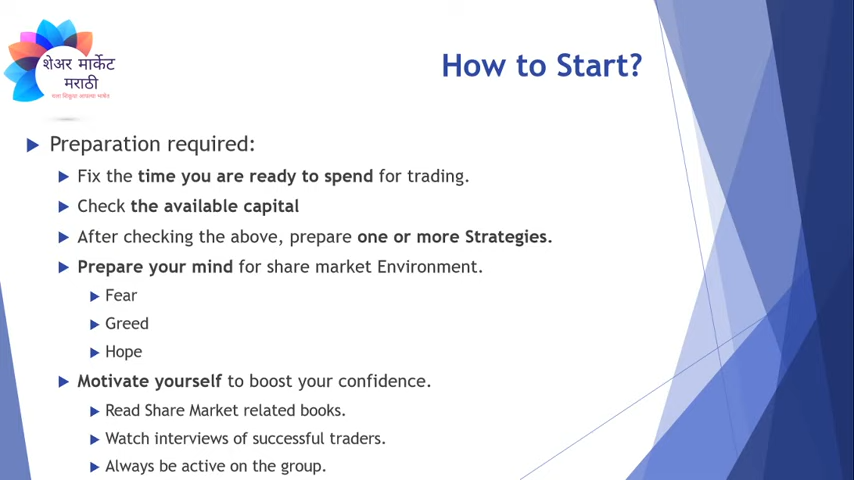 शेअर मार्केट
मराठी
How to Start?
Preparation required:
Fix the time you are ready to spend for trading.
Check the available capital
After checking the above, prepare one or more Strategies.
Prepare your mind for share market Environment.
Fear
Greed
Hope
Motivate yourself to boost your confidence.
Read Share Market related books.
Watch interviews of successful traders.
Always be active on the group.